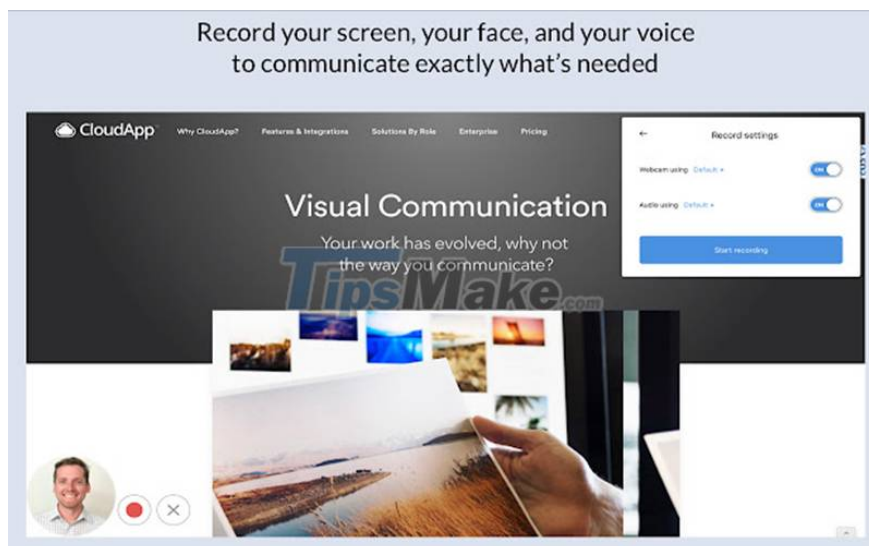 Record your screen, your face, and your voice
to communicate exactly what's needed
CloudApp
Why CloudApp? Features & Integrations Solutions By Role Enterprise Pricing
← Record settings
Webcam using Default ON
Audio using Default ON
Start recording
Visual Communication
Your work has evolved, why not
the way you communicate?
TipsMake.com